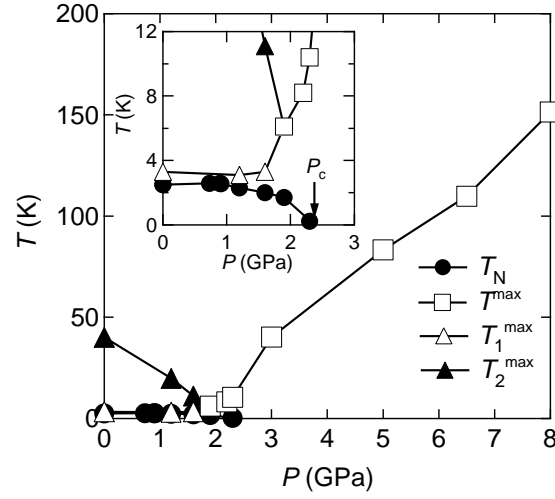 200
150
100
50
0
T (K)
0 1 2 3 4 5 6 7 8
P (GPa)
12
8
4
0
T (K)
0 1 2 3
P (GPa)
Pc
TN
Tmax
T1max
T2max